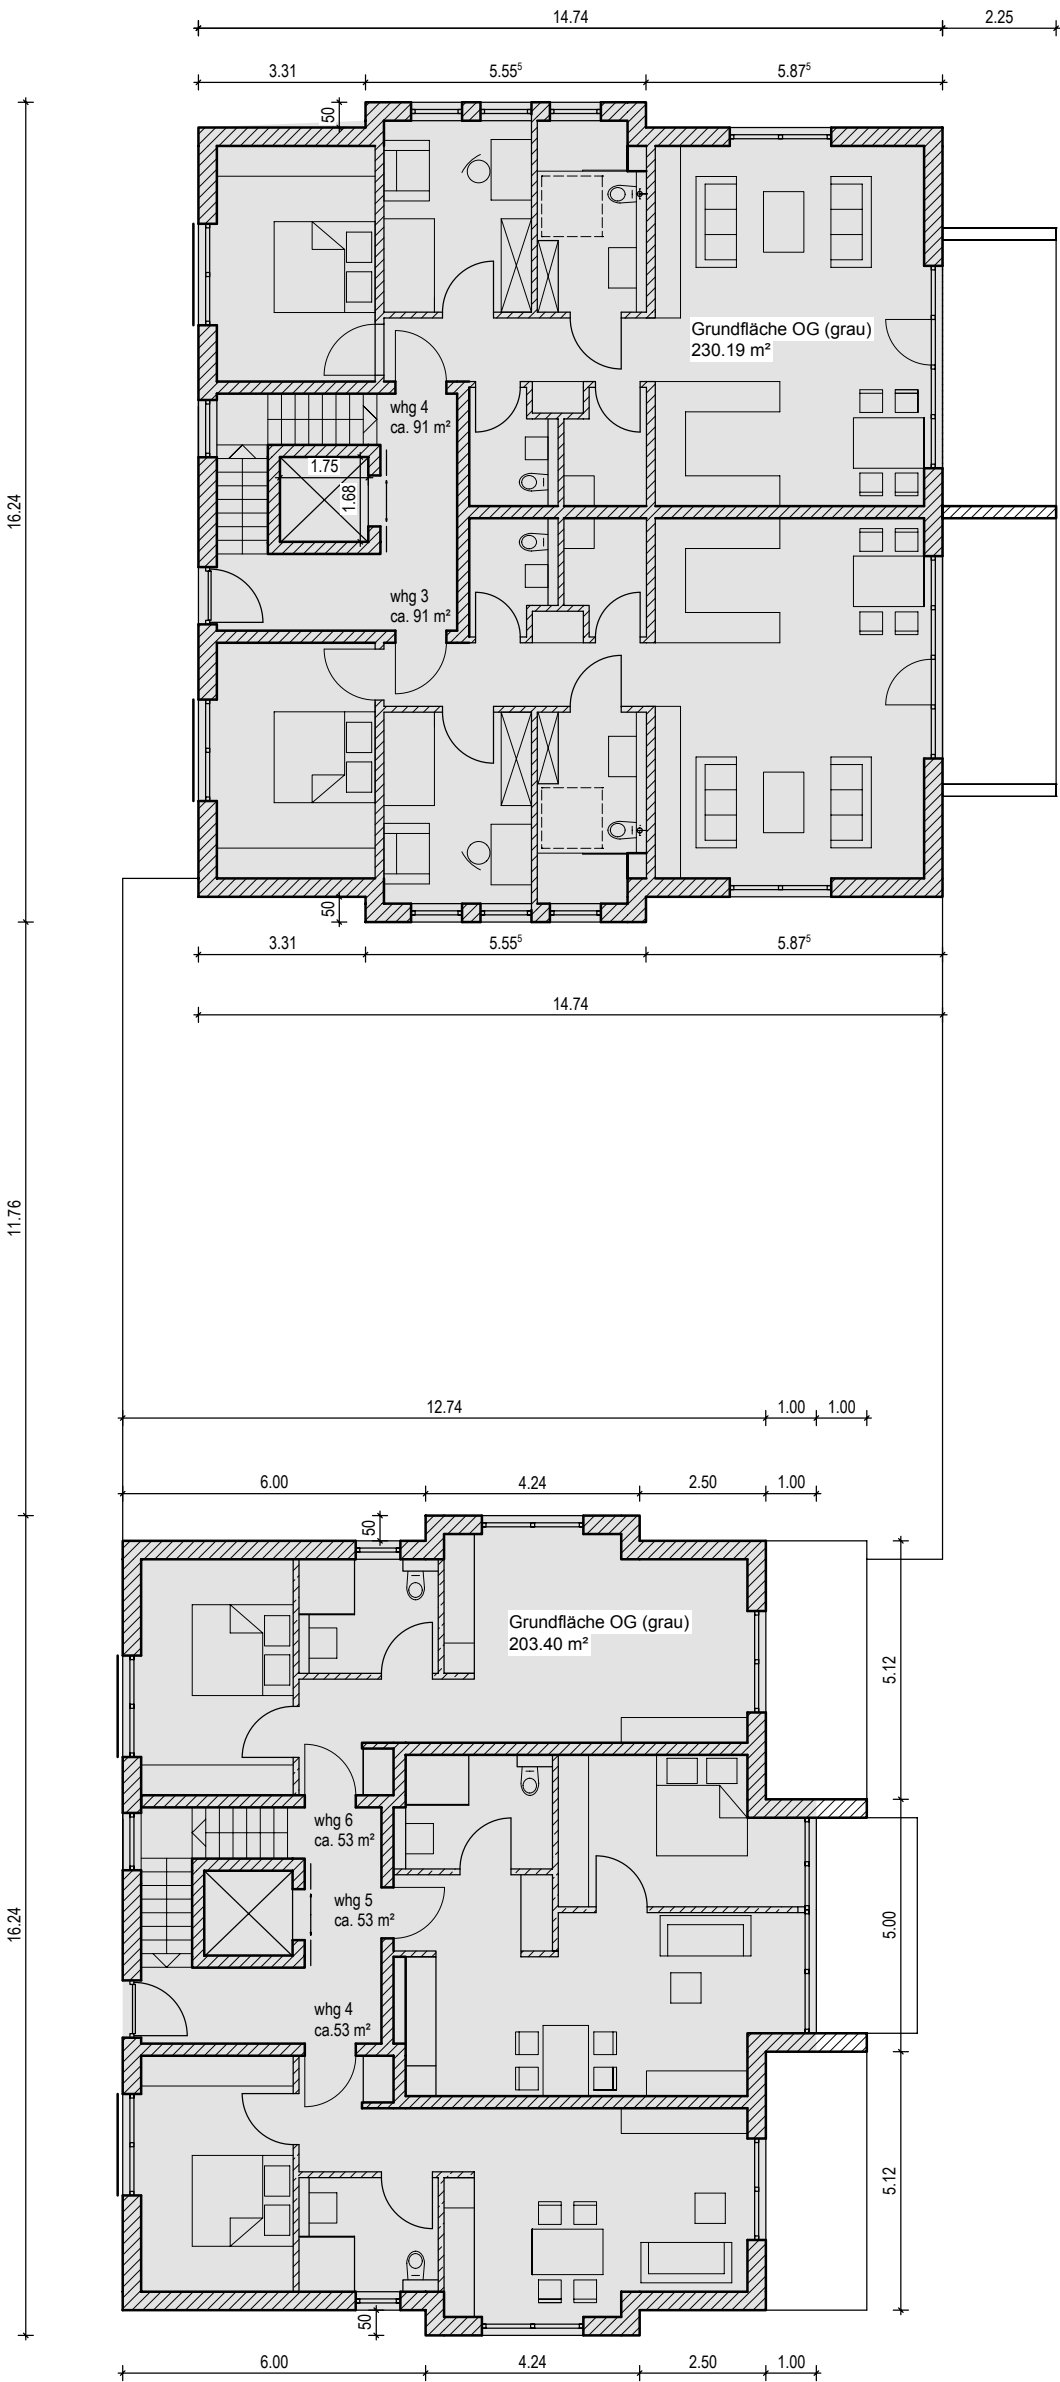 14.74
2.25
3.31
5.55⁵
5.87⁵
50
Grundfläche OG (grau)
230.19 m²
whg 4
ca. 91 m²
1.75
1.68
16.24
whg 3
ca. 91 m²
50
3.31
5.55⁵
5.87⁵
14.74
11.76
12.74
1.00
1.00
6.00
4.24
2.50
1.00
50
Grundfläche OG (grau)
203.40 m²
5.12
whg 6
ca. 53 m²
whg 5
ca. 53 m²
5.00
16.24
whg 4
ca.53 m²
5.12
50
6.00
4.24
2.50
1.00